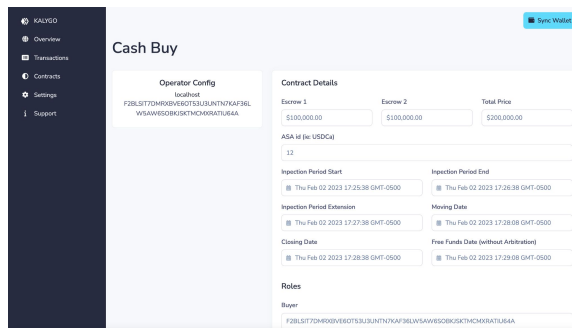 KALYGO
Sync Wallet
Overview
Transactions
Contracts
Settings
Support
Cash Buy
Operator Config
localhost
F2BLSIT7DMRXBVE6OT53U3UNTN7KAF36L
W5AW6SOBKJSKTMCMXRATIU64A
Contract Details
Escrow 1 Escrow 2 Total Price
$100,000.00 $100,000.00 $200,000.00
ASA id (ie: USDCa)
12
Inpection Period Start Inpection Period End
Thu Feb 02 2023 17:25:38 GMT-0500 Thu Feb 02 2023 17:26:38 GMT-0500
Inpection Period Extension Moving Date
Thu Feb 02 2023 17:27:38 GMT-0500 Thu Feb 02 2023 17:28:08 GMT-0500
Closing Date Free Funds Date (without Arbitration)
Thu Feb 02 2023 17:28:38 GMT-0500 Thu Feb 02 2023 17:29:08 GMT-0500
Roles
Buyer
F2BLSIT7DMRXBVE6OT53U3UNTN7KAF36LW5AW6SOBKJSKTMCMXRATIU64A